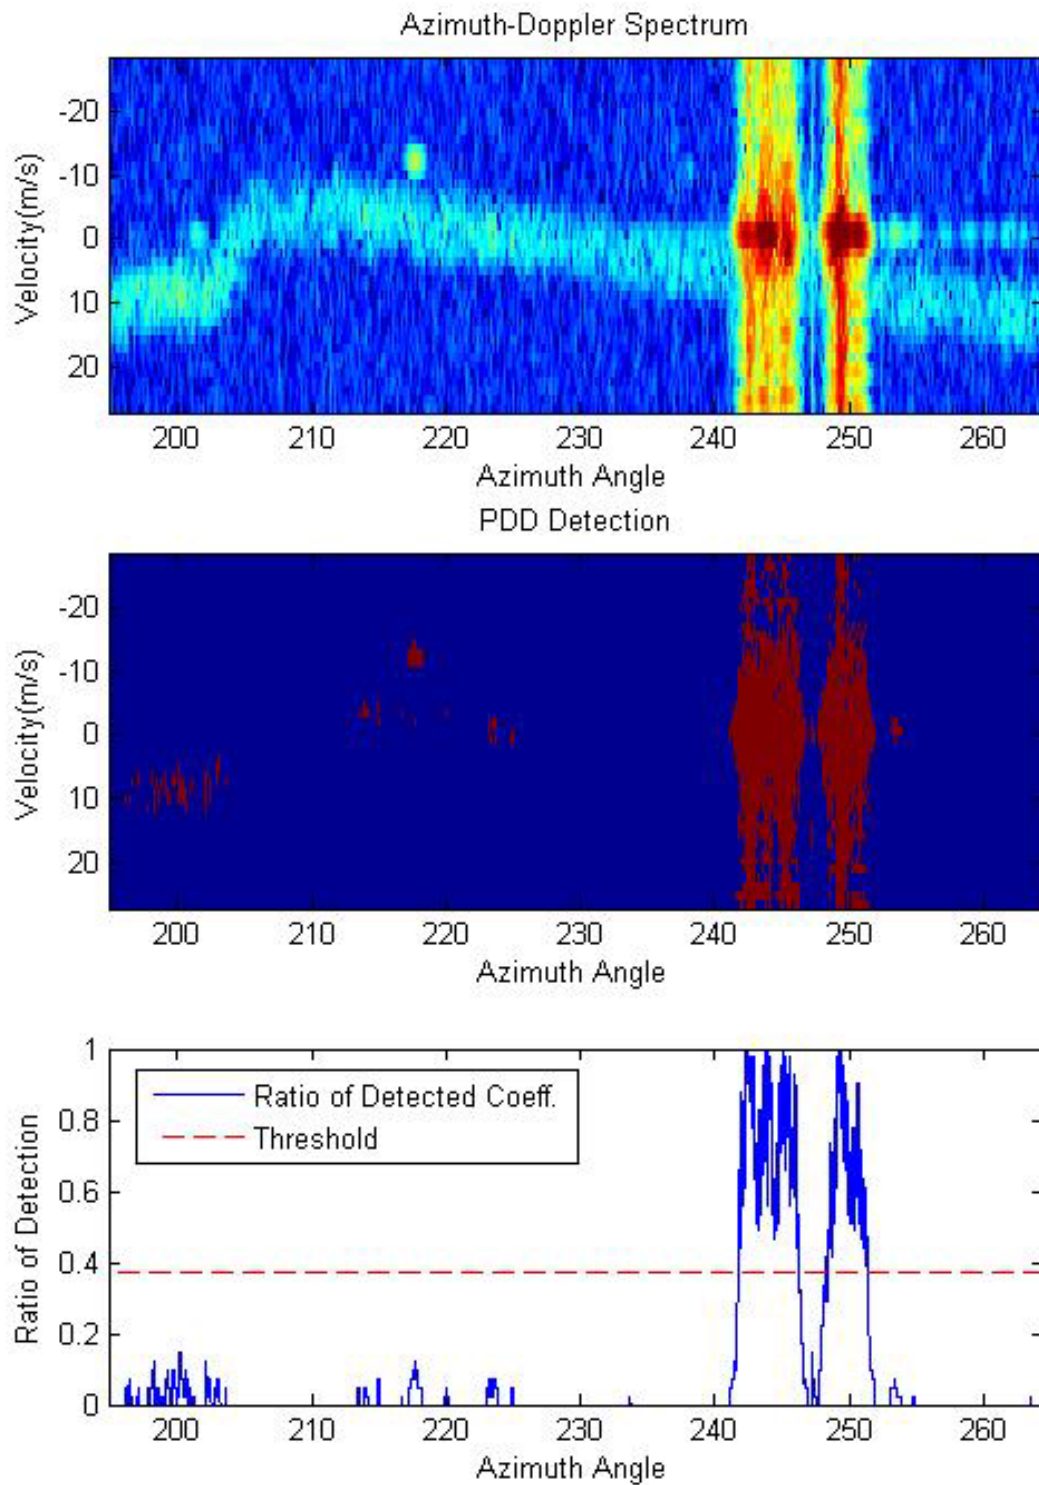 Azimuth-Doppler Spectrum
Velocity(m/s)
-20
-10
0
10
20
200 210 220 230 240 250 260
Azimuth Angle
PDD Detection
Velocity(m/s)
-20
-10
0
10
20
200 210 220 230 240 250 260
Azimuth Angle
Ratio of Detection
1
0.8
0.6
0.4
0.2
0
Ratio of Detected Coeff.
Threshold
200 210 220 230 240 250 260
Azimuth Angle